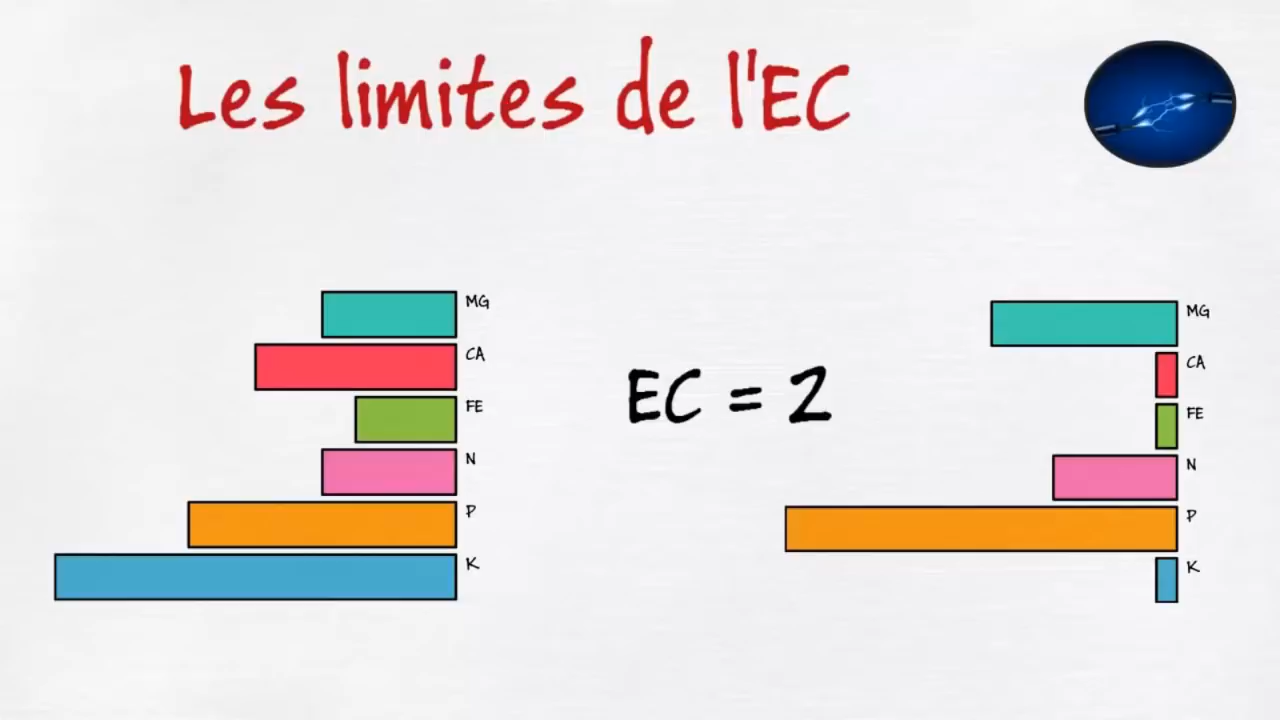 Les limites de l'EC
MG
CA
FE
N
P
K
EC = 2
MG
CA
FE
N
P
K